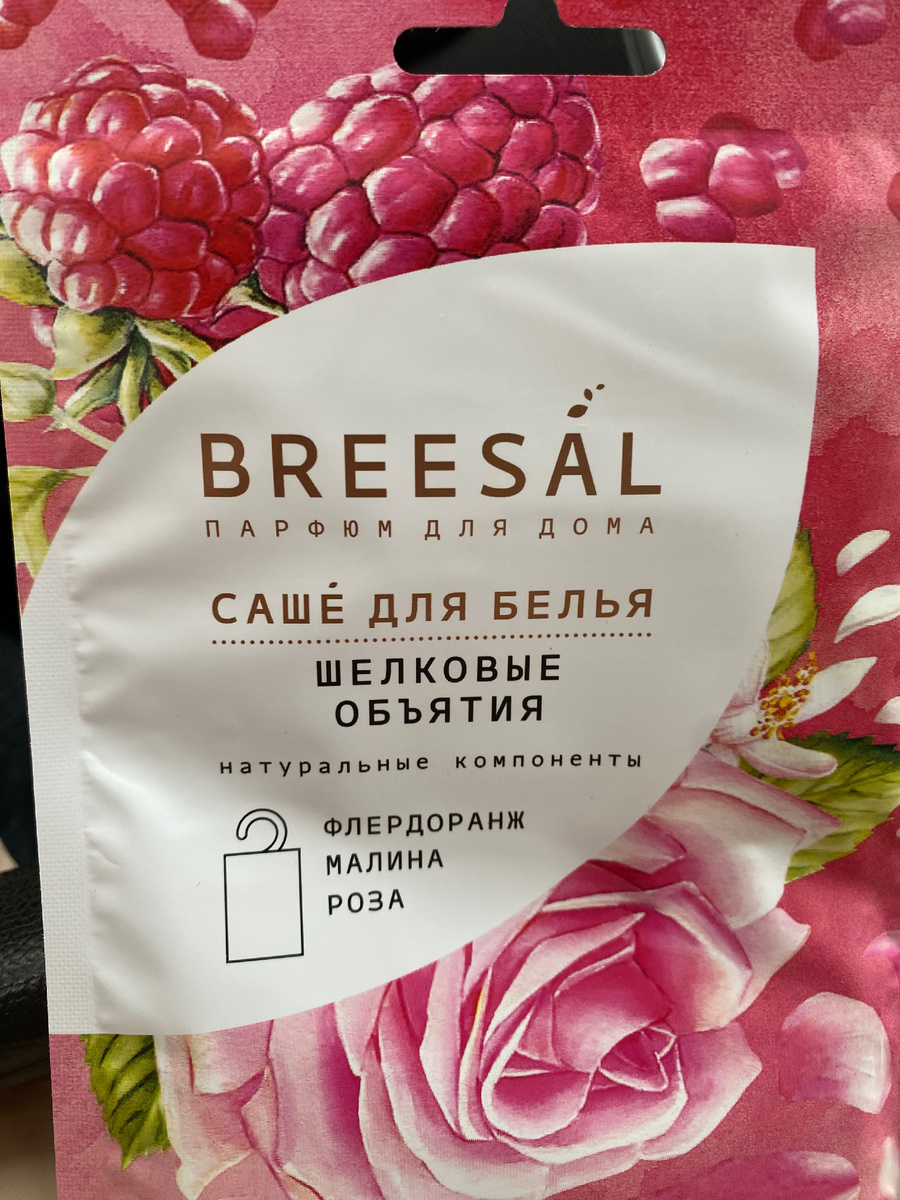 BREESAL
ПАРФЮМ ДЛЯ ДОМА
САШЕ́ ДЛЯ БЕЛЬЯ
ШЕЛКОВЫЕ
ОБЪЯТИЯ
натуральные компоненты
ФЛЕРДОРАНЖ
МАЛИНА
РОЗА